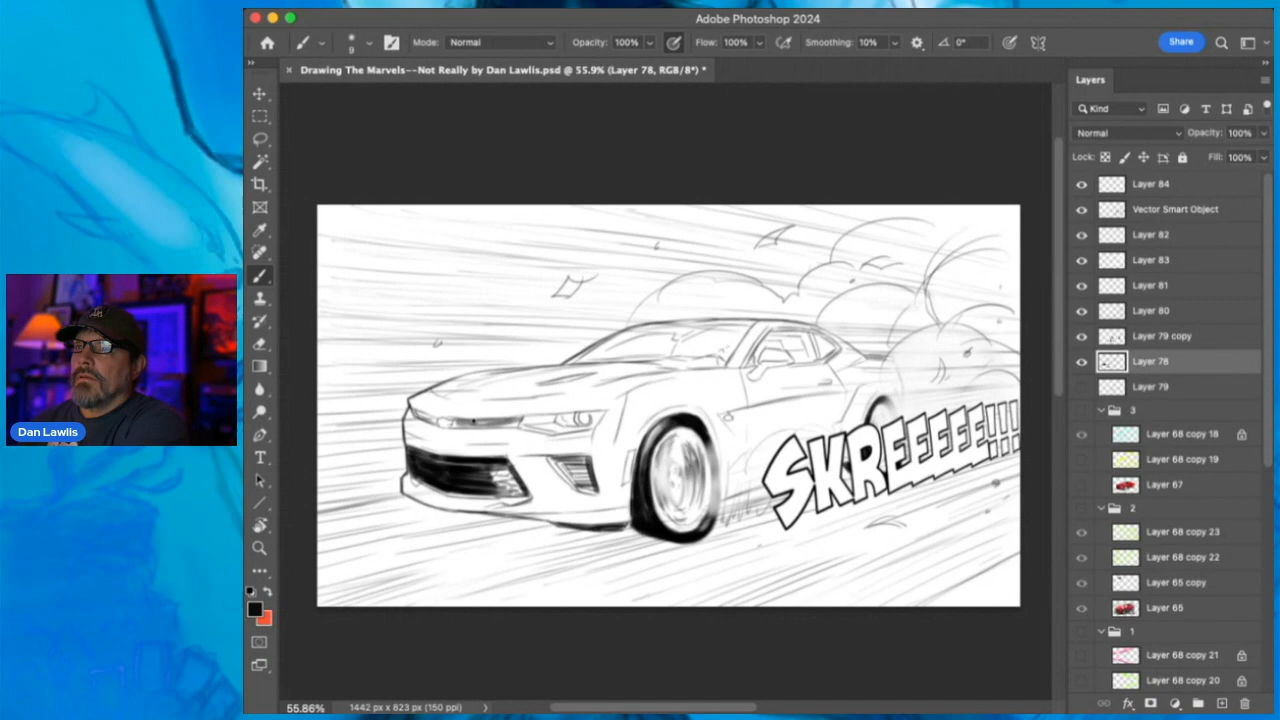 Adobe Photoshop 2024
9
Mode: Normal
Opacity: 100%
Flow: 100%
Smoothing: 10%
0°
Share
Drawing The Marvels--Not Really by Dan Lawlis.psd @ 55.9% (Layer 78, RGB/8*) *
Layers
Kind
Normal
Opacity: 100%
Lock:
Fill: 100%
Layer 84
Vector Smart Object
Layer 82
Layer 83
Layer 81
Layer 80
Layer 79 copy
Layer 78
Layer 79
3
Layer 68 copy 18
Layer 68 copy 19
Layer 67
2
Layer 68 copy 23
Layer 68 copy 22
Layer 65 copy
Layer 65
1
Layer 68 copy 21
Layer 68 copy 20
SKREEEEE!!!
Dan Lawlis
55.86%
1442 px x 823 px (150 ppi)